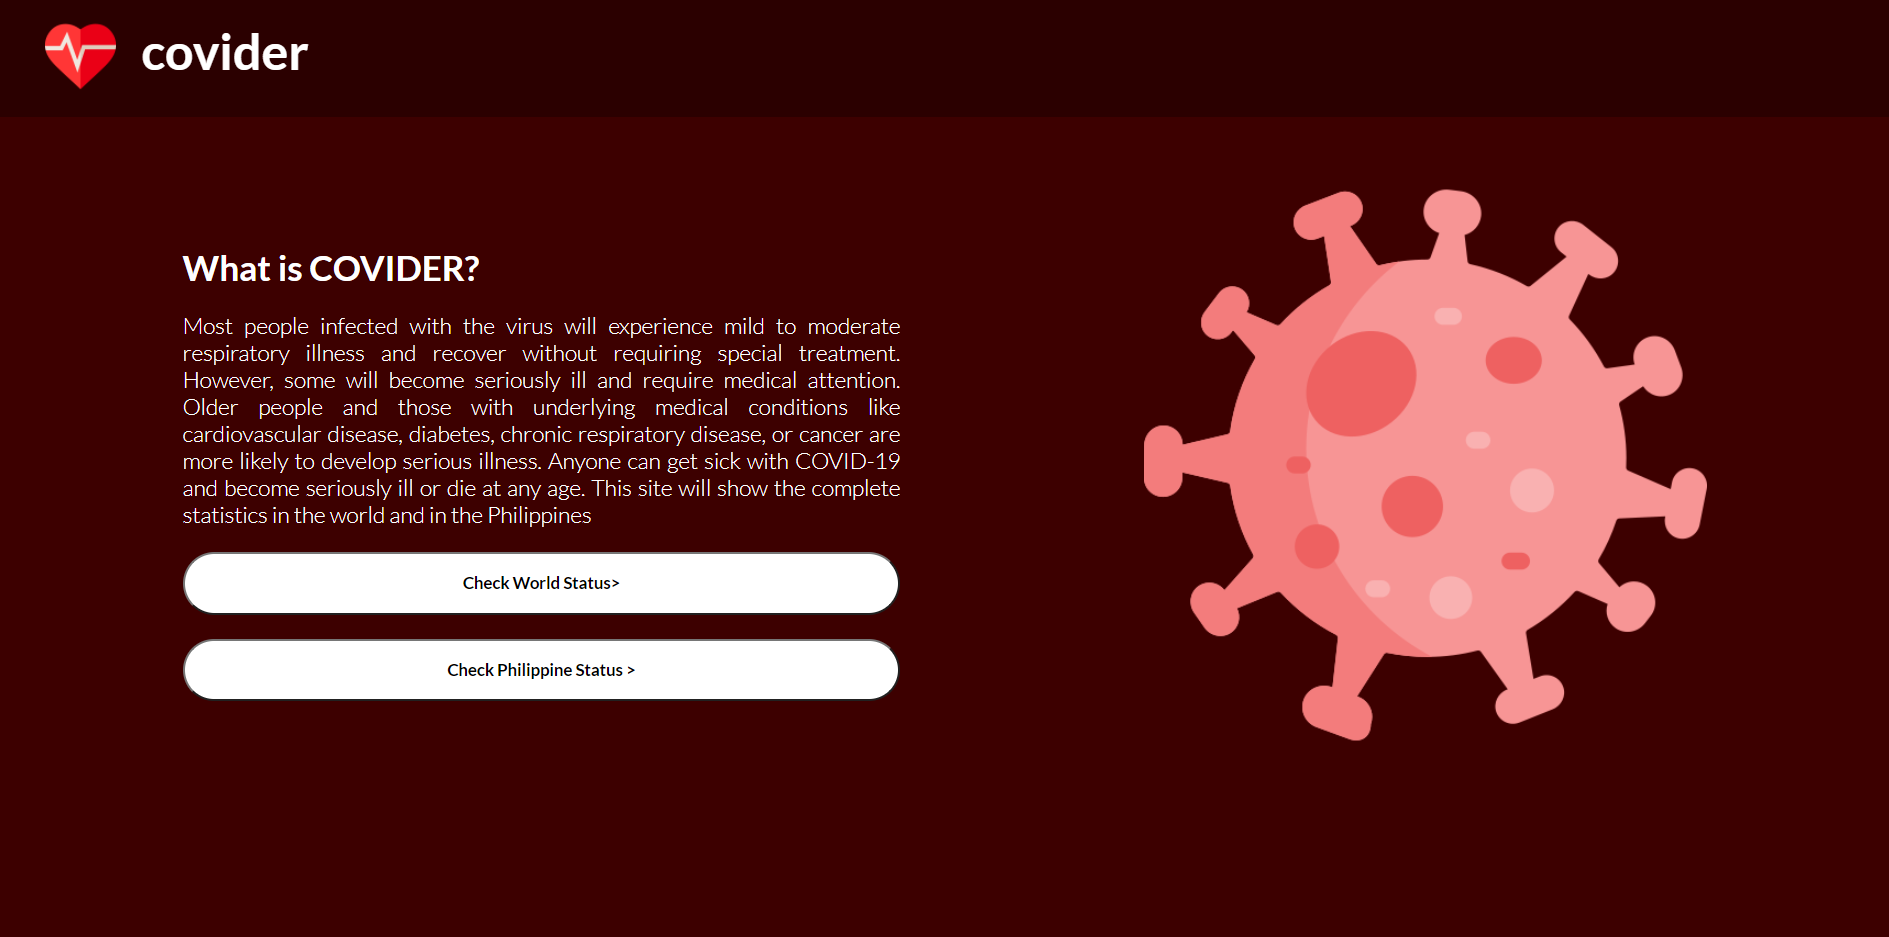 covider
What is COVIDER?
Most people infected with the virus will experience mild to moderate
respiratory illness and recover without requiring special treatment.
However, some will become seriously ill and require medical attention.
Older people and those with underlying medical conditions like
cardiovascular disease, diabetes, chronic respiratory disease, or cancer are
more likely to develop serious illness. Anyone can get sick with COVID-19
and become seriously ill or die at any age. This site will show the complete
statistics in the world and in the Philippines
Check World Status>
Check Philippine Status >